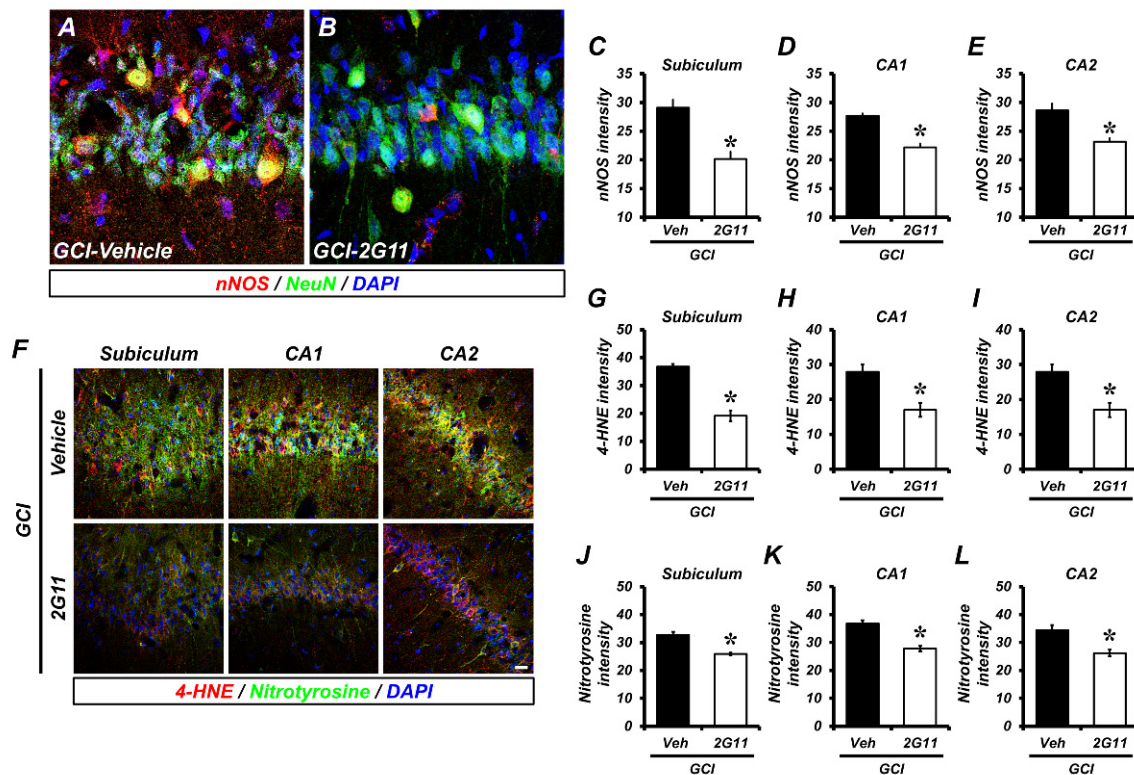 A
B
GCI-Vehicle
GCI-2G11
nNOS / NeuN / DAPI
C
Subiculum
nNOS intensity
35
30
25
20
15
10
*
Veh
2G11
GCI
D
CA1
nNOS intensity
35
30
25
20
15
10
*
Veh
2G11
GCI
E
CA2
nNOS intensity
35
30
25
20
15
10
*
Veh
2G11
GCI
F
Subiculum
CA1
CA2
GCI
Vehicle
2G11
4-HNE / Nitrotyrosine / DAPI
G
Subiculum
4-HNE intensity
50
40
30
20
10
0
*
Veh
2G11
GCI
H
CA1
4-HNE intensity
40
30
20
10
0
*
Veh
2G11
GCI
I
CA2
4-HNE intensity
40
30
20
10
0
*
Veh
2G11
GCI
J
Subiculum
Nitrotyrosine
intensity
50
40
30
20
10
0
*
Veh
2G11
GCI
K
CA1
Nitrotyrosine
intensity
50
40
30
20
10
0
*
Veh
2G11
GCI
L
CA2
Nitrotyrosine
intensity
50
40
30
20
10
0
*
Veh
2G11
GCI